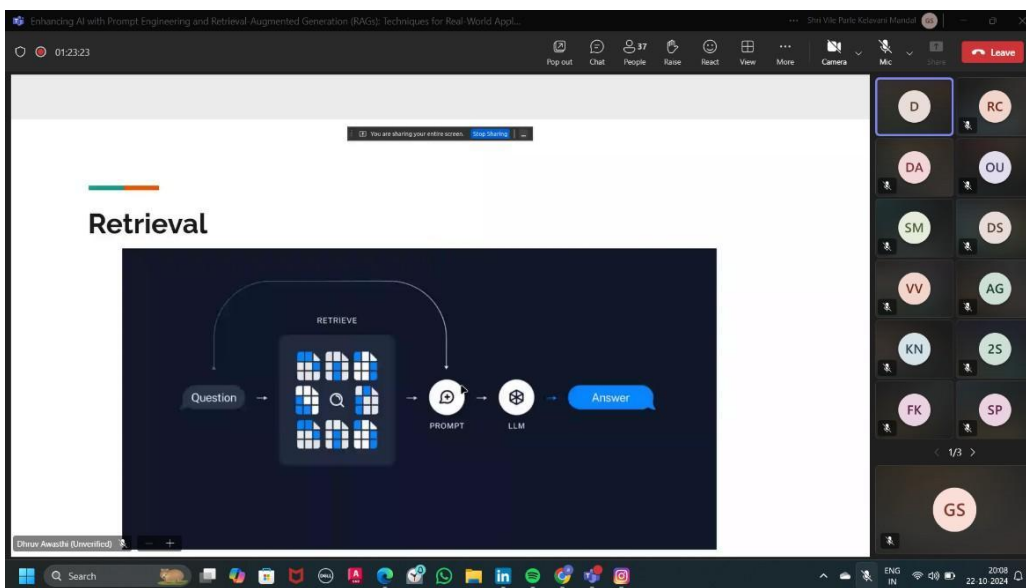 Enhancing AI with Prompt Engineering and Retrieval-Augmented Generation (RAGs): Techniques for Real-World Appl...
Shri Vile Parle Kelavani Mandal
GS
01:23:23
37
Pop out
Chat
People
Raise
React
View
More
Camera
Mic
Share
Leave
You are sharing your entire screen.
Stop Sharing
Retrieval
RETRIEVE
Question
PROMPT
LLM
Answer
D
RC
DA
OU
SM
DS
VV
AG
KN
2S
FK
SP
1/3
GS
Dhruv Awasthi (Unverified)
Search
DELL
in
ENG
IN
20:08
22-10-2024